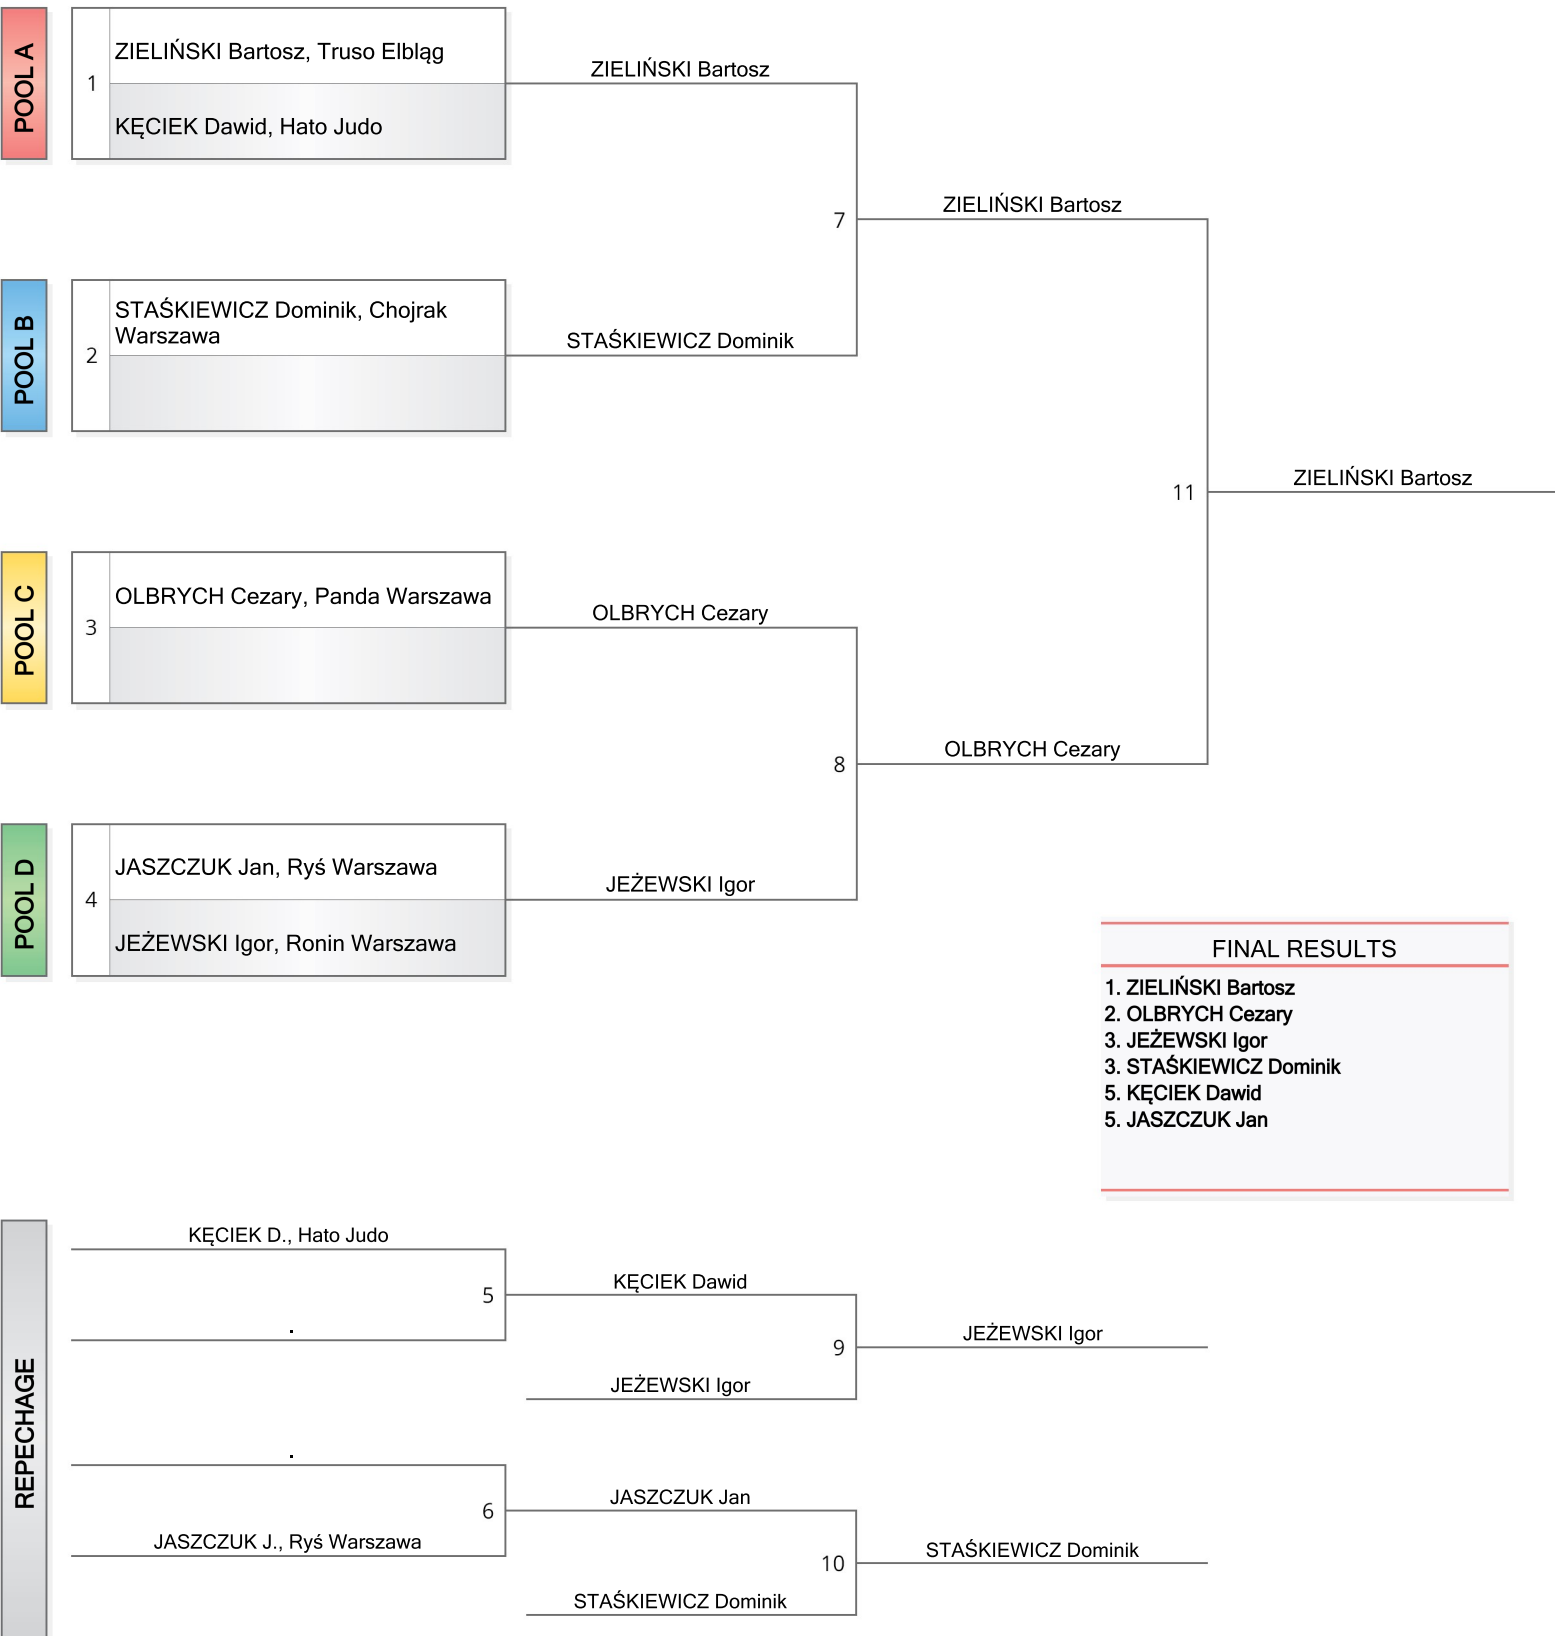 POOL A
1
ZIELIŃSKI Bartosz, Truso Elbląg
KĘCIEK Dawid, Hato Judo
ZIELIŃSKI Bartosz
7
ZIELIŃSKI Bartosz
POOL B
2
STAŚKIEWICZ Dominik, Chojrak
Warszawa
STAŚKIEWICZ Dominik
11
ZIELIŃSKI Bartosz
POOL C
3
OLBRYCH Cezary, Panda Warszawa
OLBRYCH Cezary
8
OLBRYCH Cezary
POOL D
4
JASZCZUK Jan, Ryś Warszawa
JEŻEWSKI Igor, Ronin Warszawa
JEŻEWSKI Igor
FINAL RESULTS
1. ZIELIŃSKI Bartosz
2. OLBRYCH Cezary
3. JEŻEWSKI Igor
3. STAŚKIEWICZ Dominik
5. KĘCIEK Dawid
5. JASZCZUK Jan
REPECHAGE
KĘCIEK D., Hato Judo
5
.
KĘCIEK Dawid
9
JEŻEWSKI Igor
JEŻEWSKI Igor
.
6
JASZCZUK J., Ryś Warszawa
JASZCZUK Jan
10
STAŚKIEWICZ Dominik
STAŚKIEWICZ Dominik